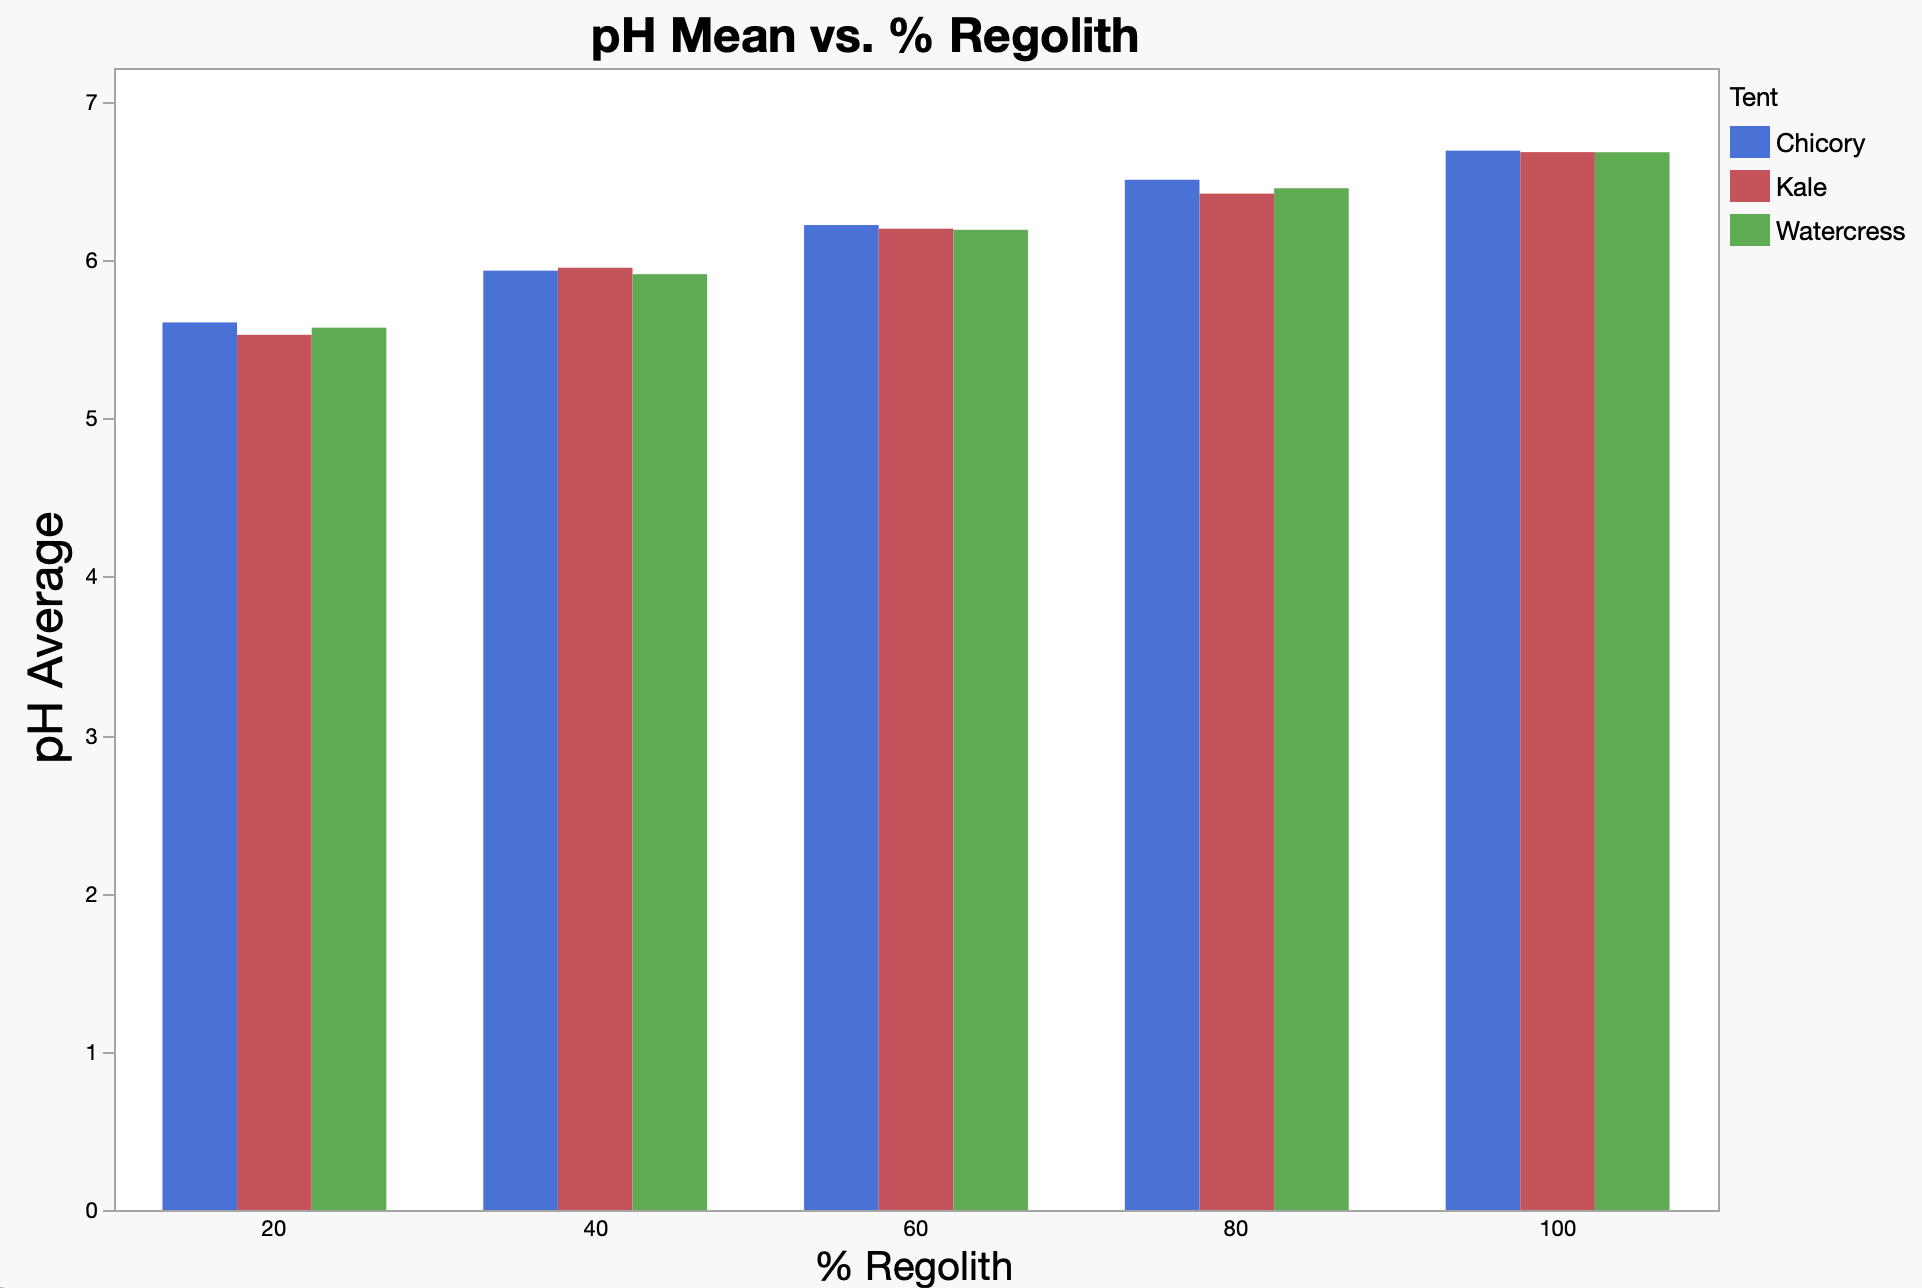 pH Mean vs. % Regolith
Tent
Chicory
Kale
Watercress
pH Average
7
6
5
4
3
2
1
0
20 40 60 80 100
% Regolith